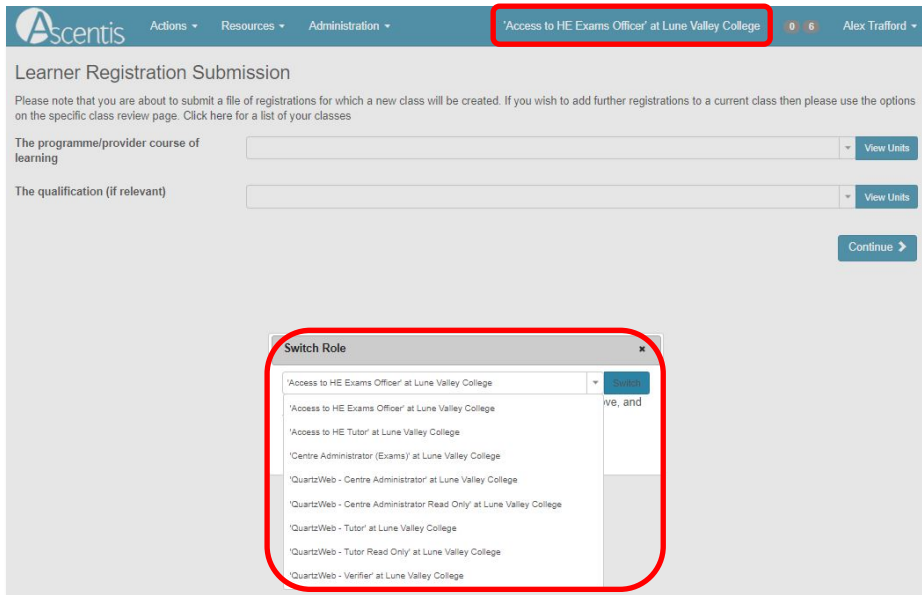 Ascentis Actions Resources Administration 'Access to HE Exams Officer' at Lune Valley College 0 6 Alex Trafford
Learner Registration Submission
Please note that you are about to submit a file of registrations for which a new class will be created. If you wish to add further registrations to a current class then please use the options
on the specific class review page. Click here for a list of your classes
The programme/provider course of
learning
View Units
The qualification (if relevant)
View Units
Continue
Switch Role
'Access to HE Exams Officer' at Lune Valley College Switch
'Access to HE Exams Officer' at Lune Valley College
ve, and
'Access to HE Tutor' at Lune Valley College
'Centre Administrator (Exams)' at Lune Valley College
'QuartzWeb - Centre Administrator' at Lune Valley College
'QuartzWeb - Centre Administrator Read Only' at Lune Valley College
'QuartzWeb - Tutor' at Lune Valley College
'QuartzWeb - Tutor Read Only' at Lune Valley College
'QuartzWeb - Verifier' at Lune Valley College